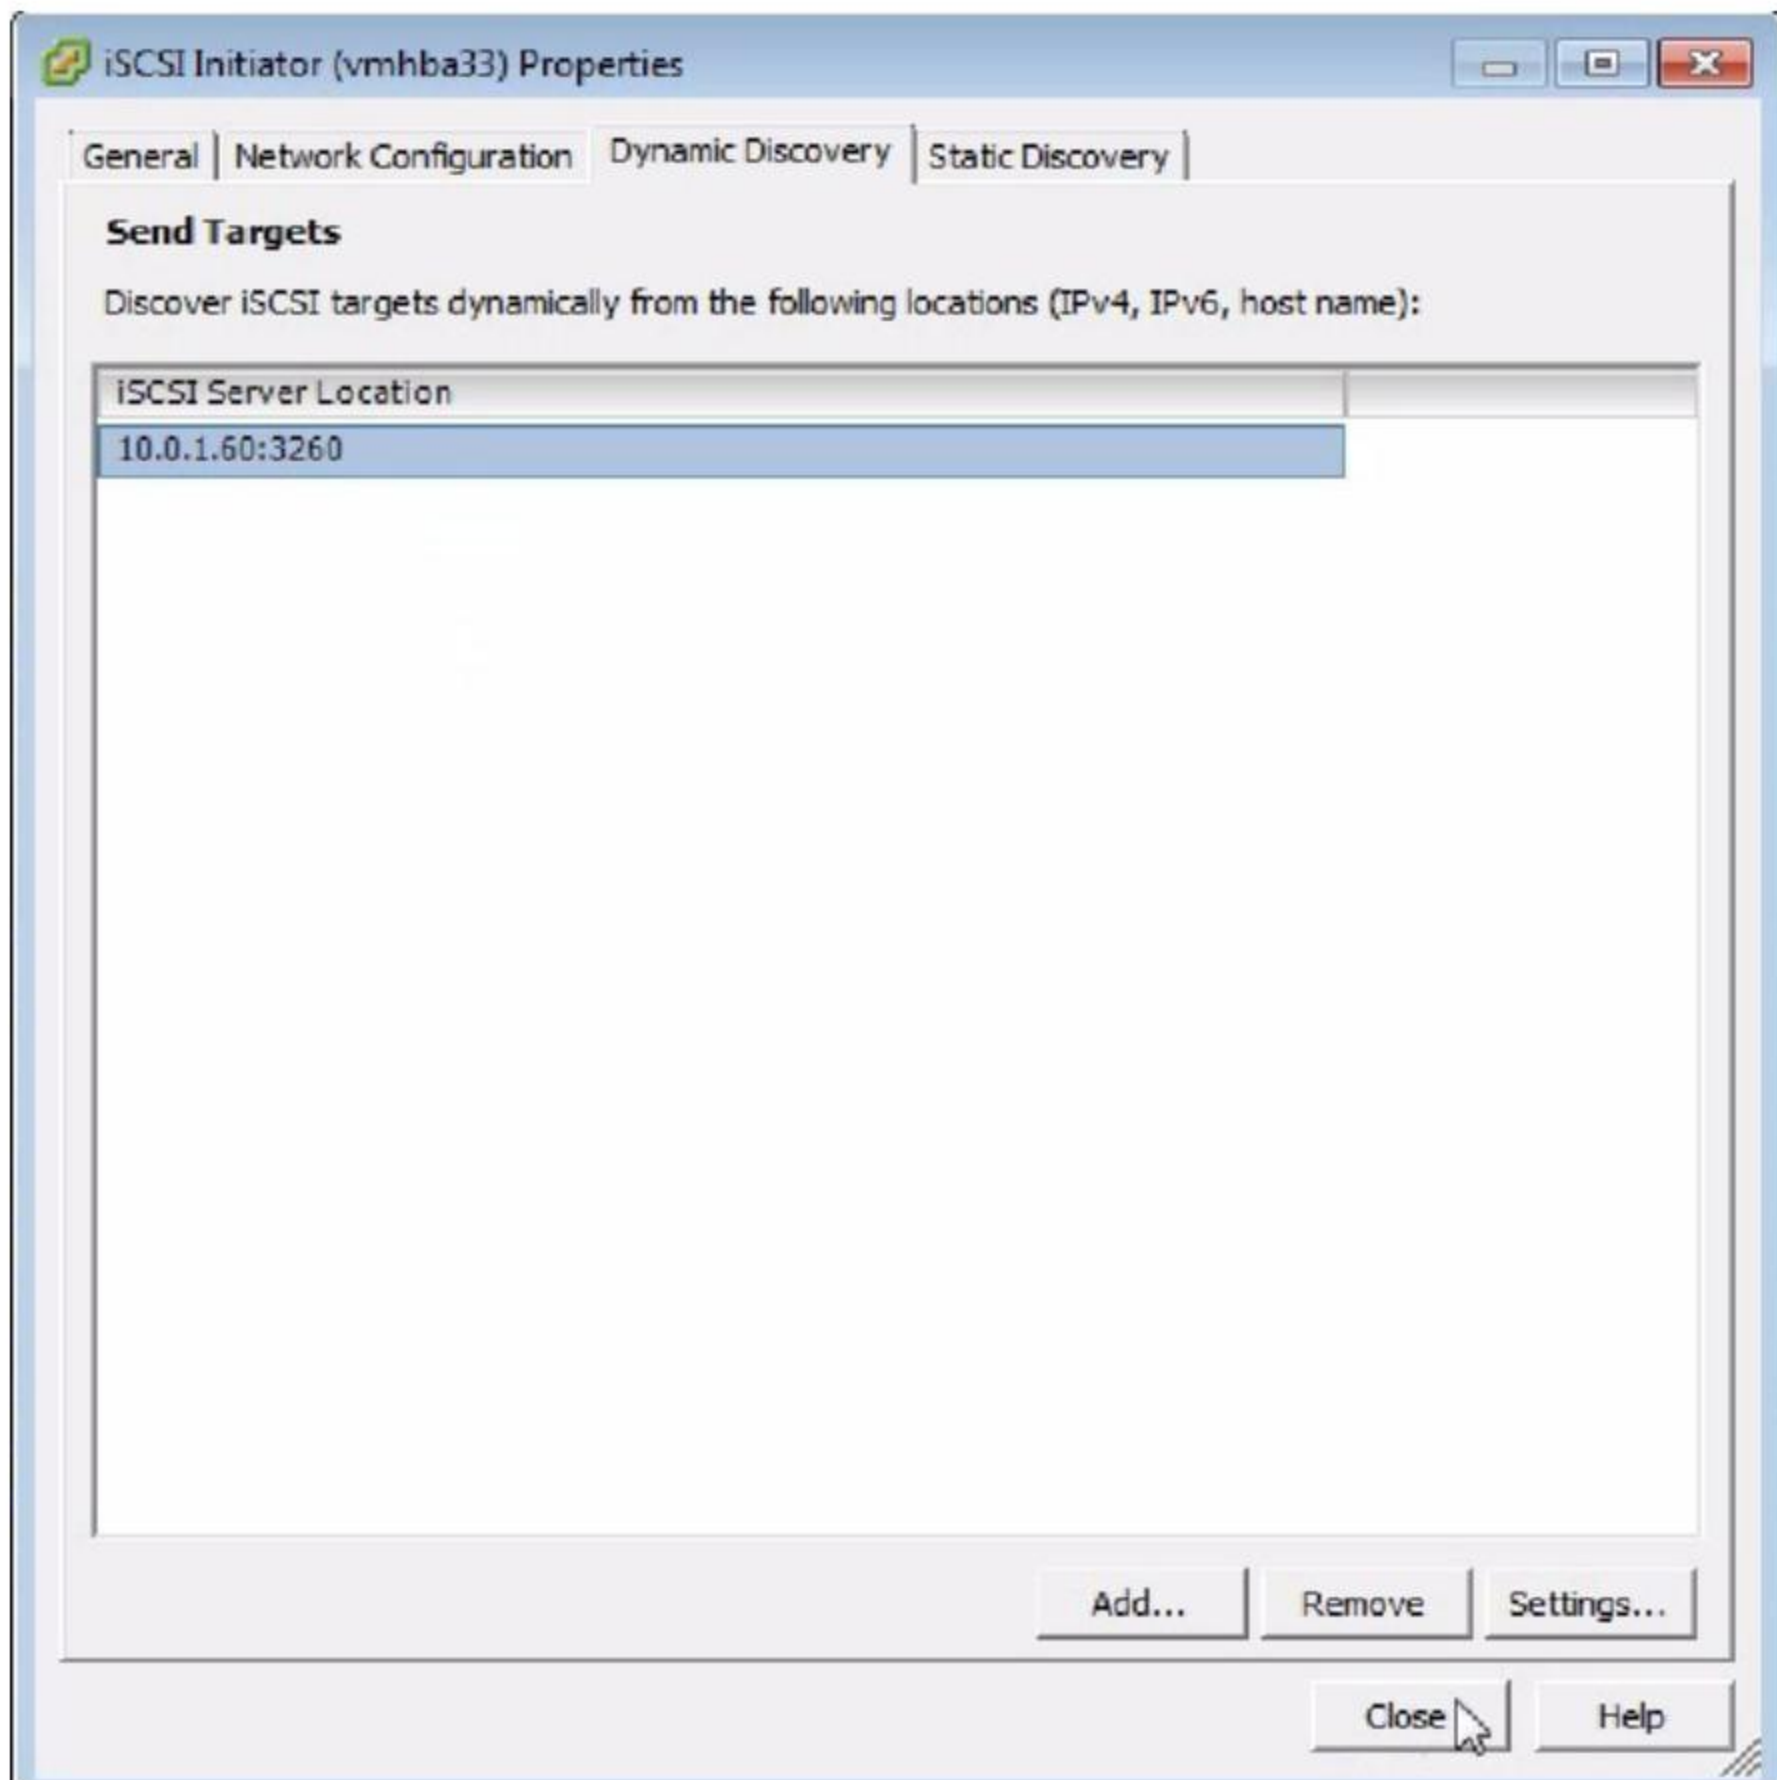 iSCSI Initiator (vmhba33) Properties
General Network Configuration Dynamic Discovery Static Discovery
Send Targets
Discover iSCSI targets dynamically from the following locations (IPv4, IPv6, host name):
iSCSI Server Location
10.0.1.60:3260
Add... Remove Settings...
Close Help